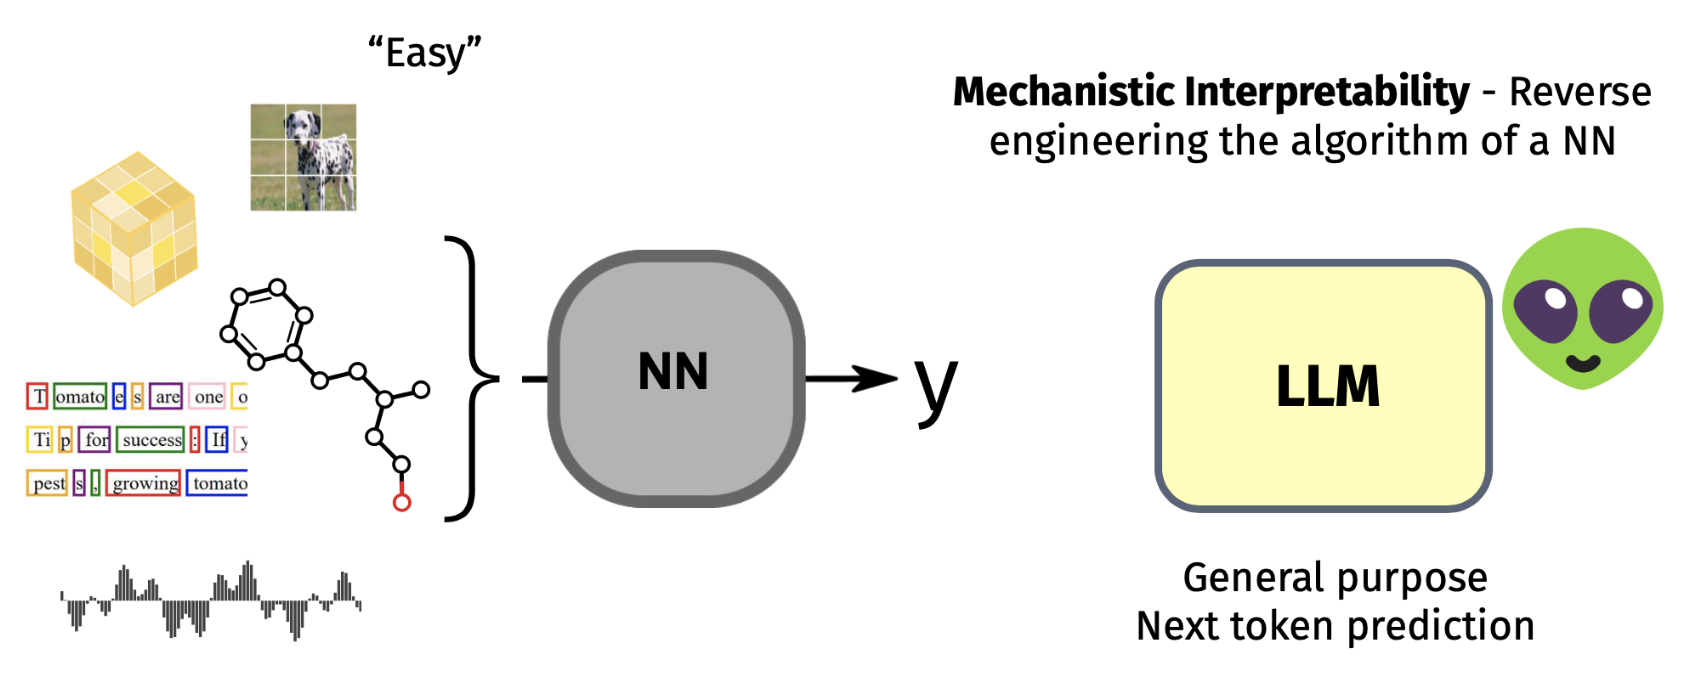 “Easy”
Mechanistic Interpretability - Reverse
engineering the algorithm of a NN
T omato e s are one o
Ti p for success : If y
pest s , growing tomato
NN
y
LLM
General purpose
Next token prediction